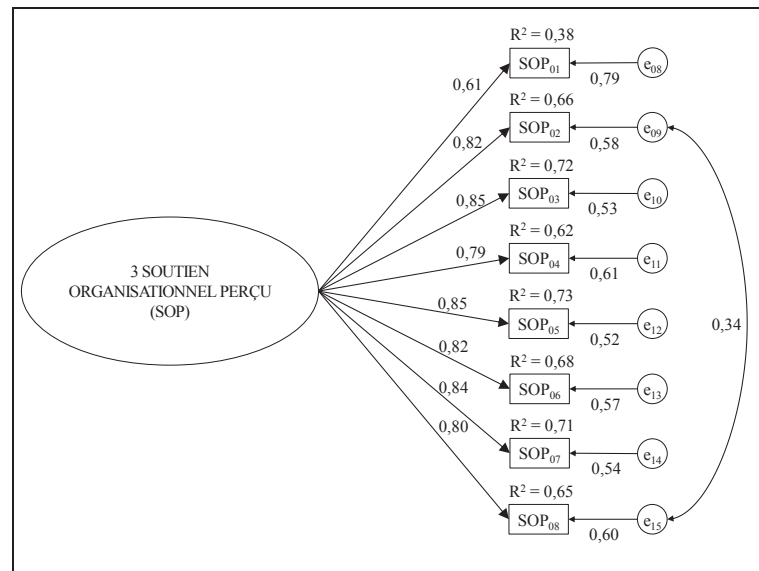 R² = 0,38
SOP₀₁
e₀₈
0,61
0,79
R² = 0,66
SOP₀₂
e₀₉
0,82
0,58
R² = 0,72
SOP₀₃
e₁₀
0,85
0,53
R² = 0,62
SOP₀₄
e₁₁
0,79
0,61
3 SOUTIEN
ORGANISATIONNEL PERÇU
(SOP)
R² = 0,73
SOP₀₅
e₁₂
0,85
0,52
0,34
R² = 0,68
SOP₀₆
e₁₃
0,82
0,57
R² = 0,71
SOP₀₇
e₁₄
0,84
0,54
R² = 0,65
SOP₀₈
e₁₅
0,80
0,60